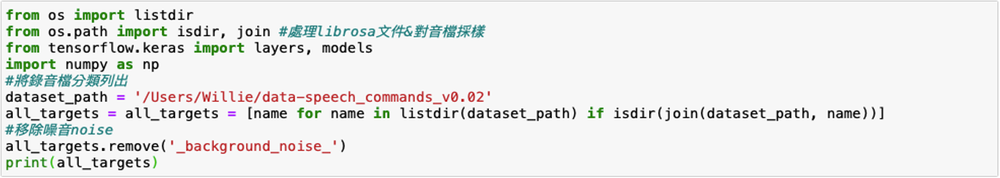 from os import listdir
from os.path import isdir, join #處理librosa文件&對音檔採樣
from tensorflow.keras import layers, models
import numpy as np
#將錄音檔分類列出
dataset_path = '/Users/Willie/data-speech_commands_v0.02'
all_targets = all_targets = [name for name in listdir(dataset_path) if isdir(join(dataset_path, name))]
#移除噪音noise
all_targets.remove('_background_noise_')
print(all_targets)